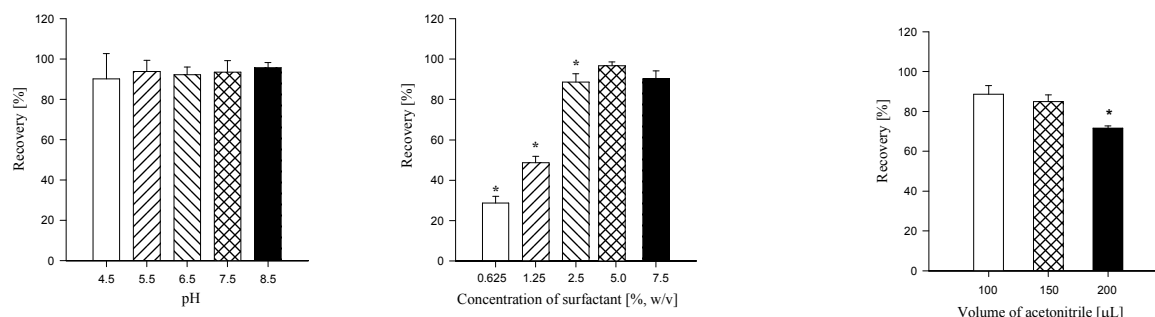 120
100
80
60
40
20
0
Recovery [%]
4.5 5.5 6.5 7.5 8.5
pH
120
100
80
60
40
20
0
Recovery [%]
*
*
*
0.625 1.25 2.5 5.0 7.5
Concentration of surfactant [%, w/v]
120
100
80
60
40
20
0
Recovery [%]
*
100 150 200
Volume of acetonitrile [µL]